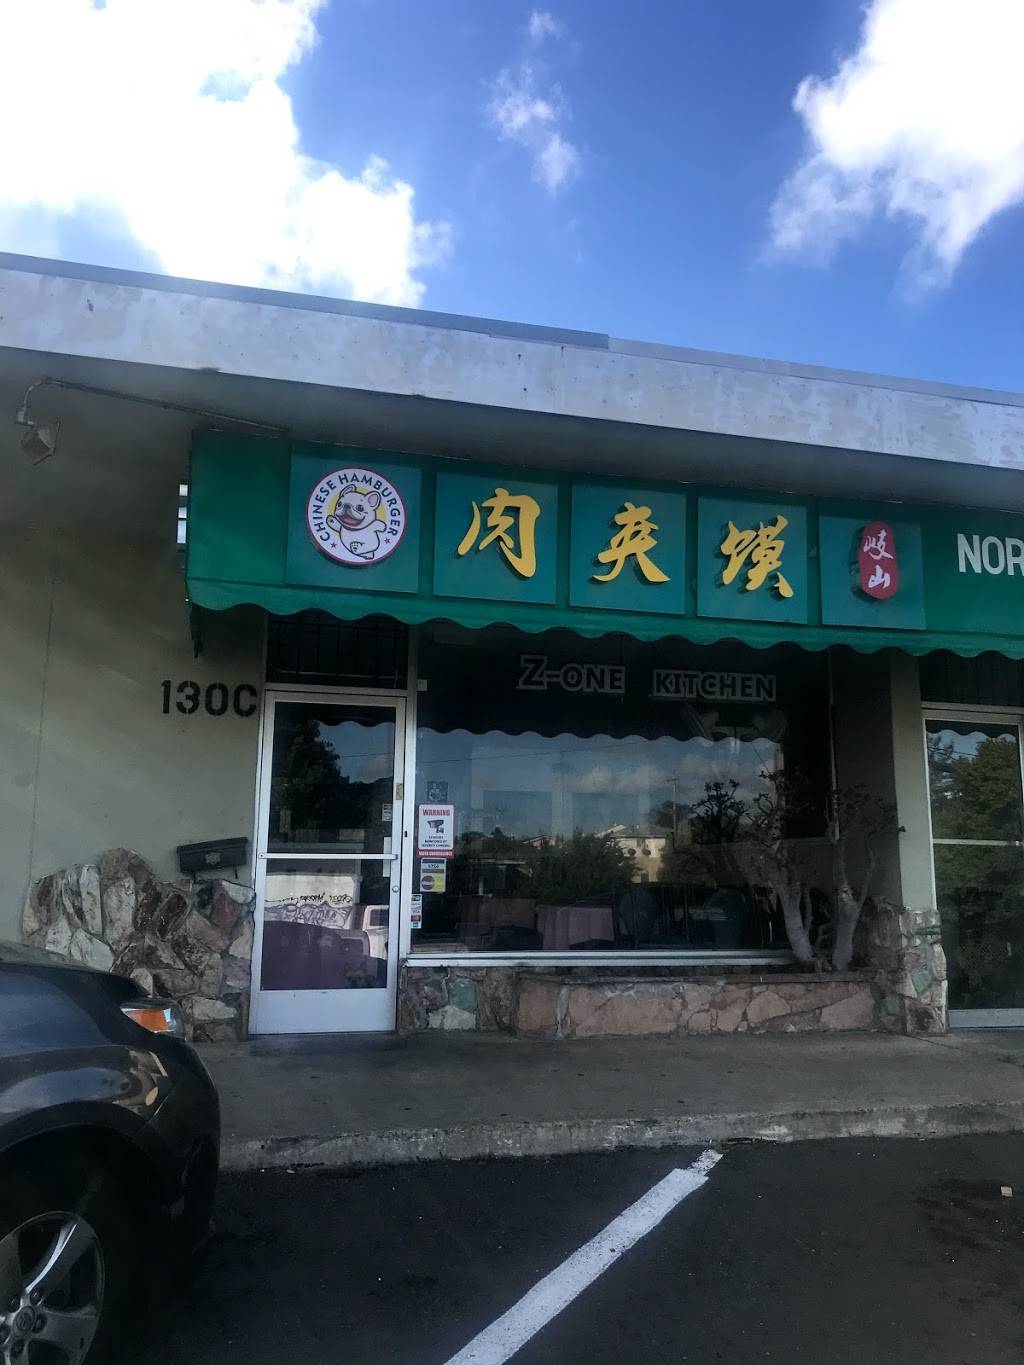 CHINESE HAMBURGER
肉夹馍
岐山
NOR
Z-ONE KITCHEN
130C
WARNING